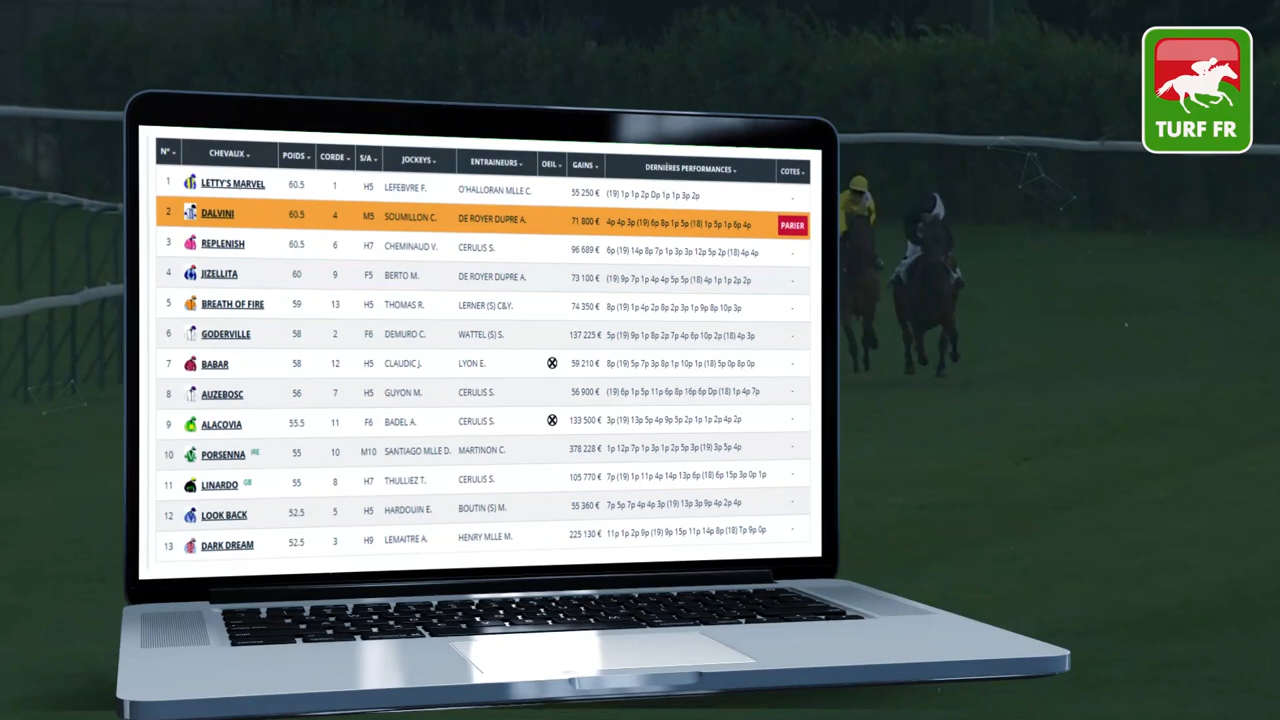 TURF FR
N° CHEVAUX POIDS CORDE S/A JOCKEYS ENTRAINEURS OEIL GAINS DERNIÈRES PERFORMANCES COTES
1 LETTY'S MARVEL 60.5 1 H5 LEFEBVRE F. O'HALLORAN MLLE C. 55 250 € (19) 1p 1p 2p Dp 1p 1p 3p 2p -
2 DALVINI 60.5 4 M5 SOUMILLON C. DE ROYER DUPRE A. 71 800 € 4p 4p 3p (19) 6p 8p 1p 5p (18) 1p 5p 1p 6p 4p PARIER
3 REPLENISH 60.5 6 H7 CHEMINAUD V. CERULIS S. 96 689 € 6p (19) 14p 8p 7p 1p 3p 3p 12p 5p 2p (18) 4p 4p -
4 JIZELLITA 60 9 F5 BERTO M. DE ROYER DUPRE A. 73 100 € (19) 9p 7p 1p 4p 4p 5p 5p (18) 4p 1p 1p 2p 2p -
5 BREATH OF FIRE 59 13 H5 THOMAS R. LERNER (S) C&Y. 74 350 € 8p (19) 1p 4p 2p 8p 2p 3p 1p 9p 8p 10p 3p -
6 GODERVILLE 58 2 F6 DEMURO C. WATTEL (S) S. 137 225 € 5p (19) 9p 1p 8p 2p 7p 4p 6p 10p 2p (18) 4p 3p -
7 BABAR 58 12 H5 CLAUDIC J. LYON E. 59 210 € 8p (19) 5p 7p 3p 8p 1p 10p 1p (18) 5p 0p 8p 0p -
8 AUZEBOSC 56 7 H5 GUYON M. CERULIS S. 56 900 € (19) 6p 1p 5p 11p 6p 8p 16p 6p Dp (18) 1p 4p 7p -
9 ALACOVIA 55.5 11 F6 BADEL A. CERULIS S. 133 500 € 3p (19) 13p 5p 4p 9p 5p 2p 1p 1p 2p 4p 2p -
10 PORSENNA IRE 55 10 M10 SANTIAGO MLLE D. MARTINON C. 378 228 € 1p 12p 7p 1p 3p 1p 2p 5p 3p (19) 3p 5p 4p -
11 LINARDO GB 55 8 H7 THULLIEZ T. CERULIS S. 105 770 € 7p (19) 1p 11p 4p 14p 13p 6p (18) 6p 15p 3p 0p 1p -
12 LOOK BACK 52.5 5 H5 HARDOUIN E. BOUTIN (S) M. 55 360 € 7p 5p 7p 4p 4p 3p (19) 13p 3p 9p 4p 2p 4p -
13 DARK DREAM 52.5 3 H9 LEMAITRE A. HENRY MLLE M. 225 130 € 11p 1p 2p 9p (19) 9p 15p 11p 14p 8p (18) Tp 9p 0p -